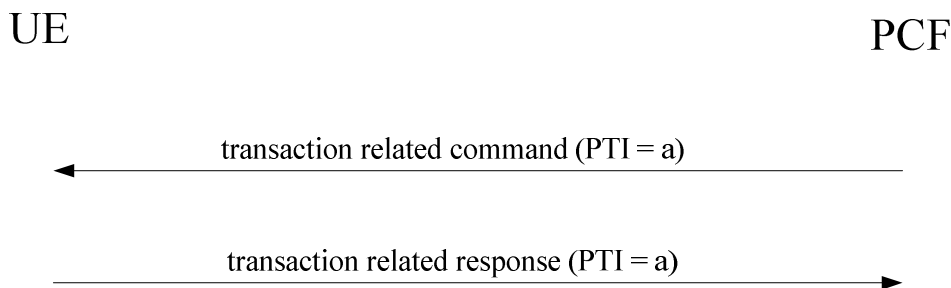 UE
PCF
transaction related command (PTI = a)
transaction related response (PTI = a)